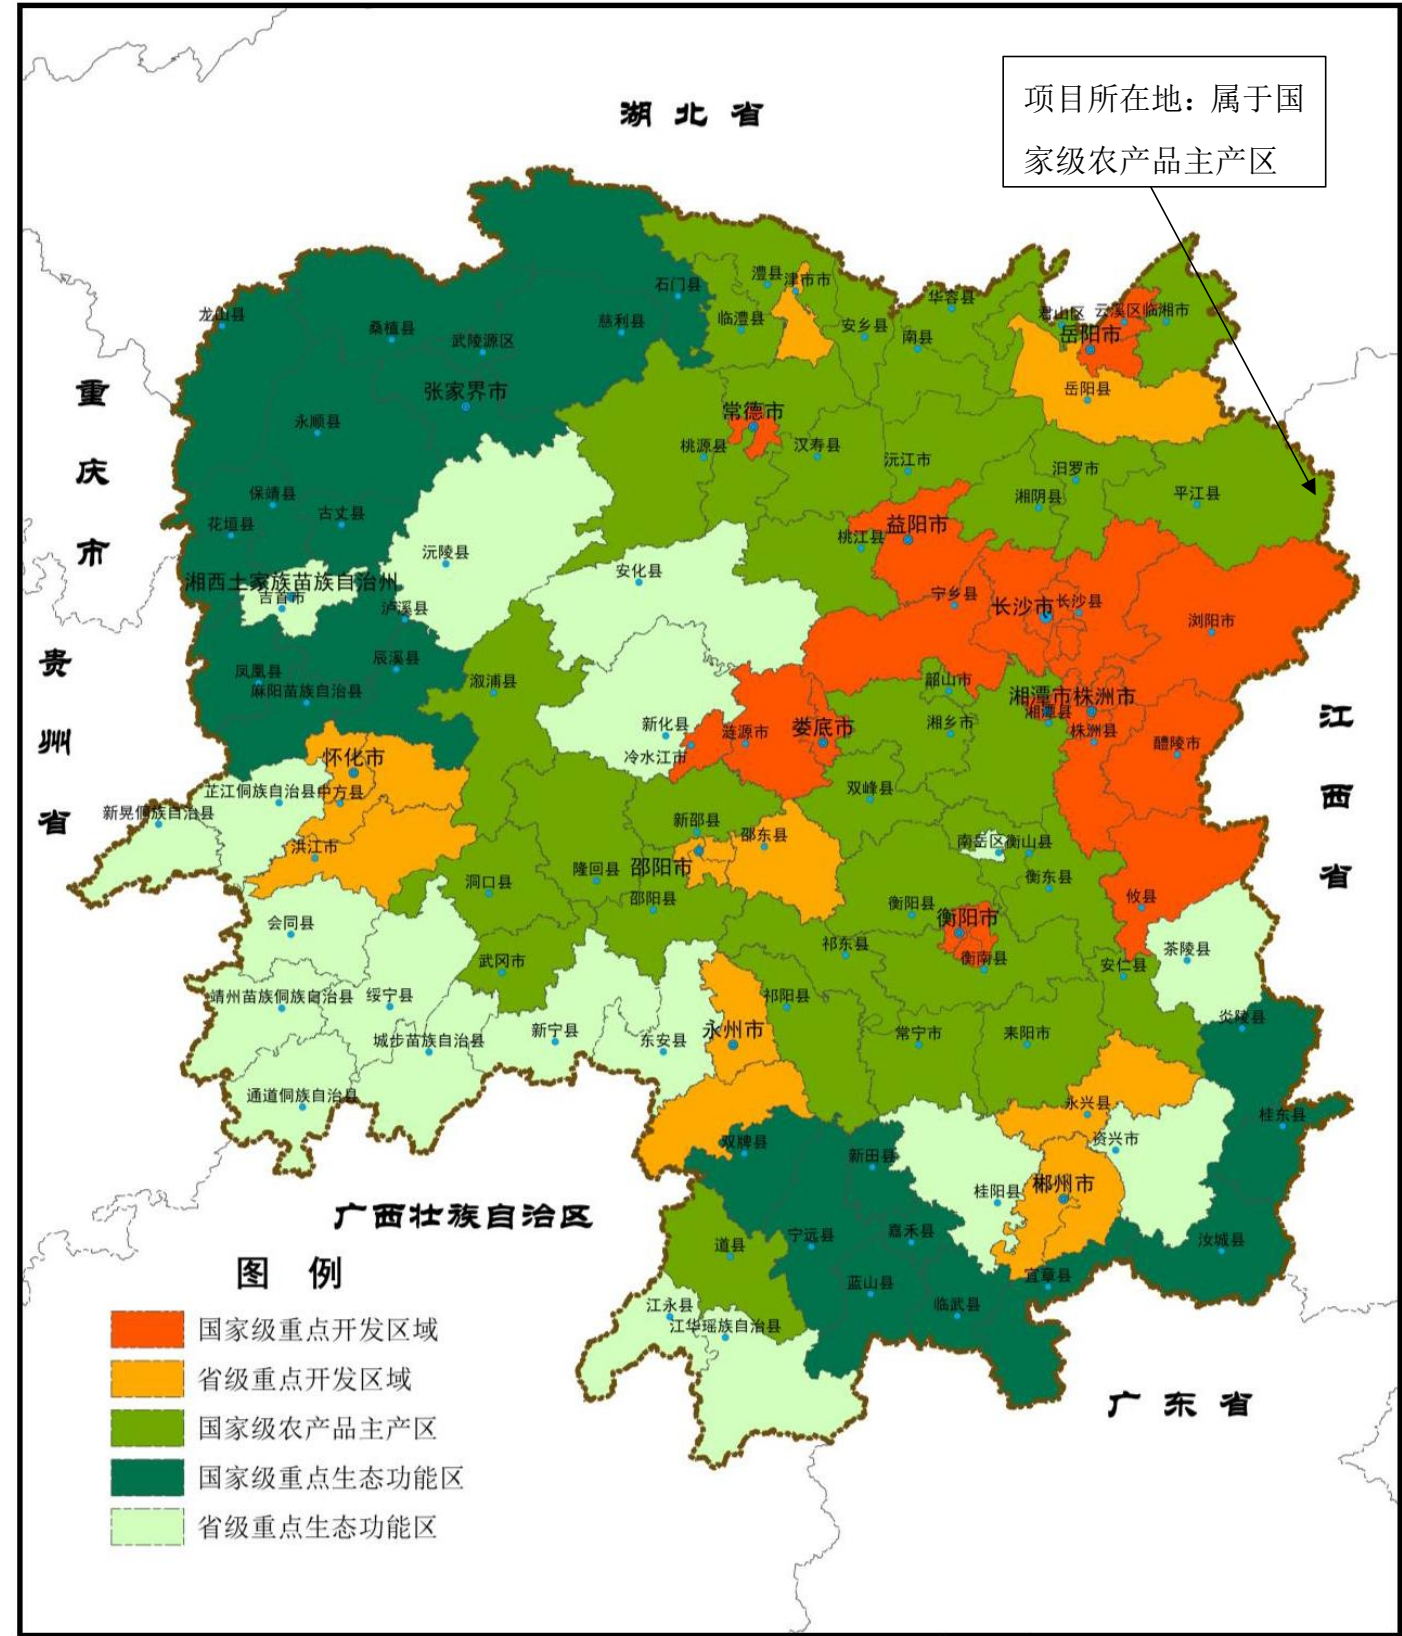 湖北省
项目所在地：属于国
家级农产品主产区
重庆市
贵州省
江西省
广西壮族自治区
广东省
石门县
澧县
津市市
临澧县
安乡县
华容县
南县
君山区
云溪区
临湘市
岳阳市
岳阳县
龙山县
桑植县
武陵源区
慈利县
张家界市
永顺县
常德市
桃源县
汉寿县
沅江市
汨罗市
湘阴县
平江县
保靖县
花垣县
古丈县
沅陵县
益阳市
桃江县
安化县
湘西土家族苗族自治州
吉首市
泸溪县
宁乡县
长沙市
长沙县
浏阳市
凤凰县
麻阳苗族自治县
辰溪县
溆浦县
韶山市
湘潭市
株洲市
湘潭县
湘乡市
株洲县
醴陵市
新化县
冷水江市
涟源市
娄底市
怀化市
芷江侗族自治县
中方县
新晃侗族自治县
洪江市
双峰县
新邵县
邵东县
南岳区
衡山县
隆回县
邵阳市
洞口县
邵阳县
衡东县
衡阳县
衡阳市
衡南县
攸县
会同县
武冈市
祁东县
安仁县
茶陵县
靖州苗族侗族自治县
绥宁县
祁阳县
城步苗族自治县
新宁县
东安县
永州市
常宁市
耒阳市
炎陵县
通道侗族自治县
永兴县
桂东县
资兴市
双牌县
新田县
桂阳县
郴州市
道县
宁远县
嘉禾县
汝城县
蓝山县
宜章县
临武县
江永县
江华瑶族自治县
图例
国家级重点开发区域
省级重点开发区域
国家级农产品主产区
国家级重点生态功能区
省级重点生态功能区